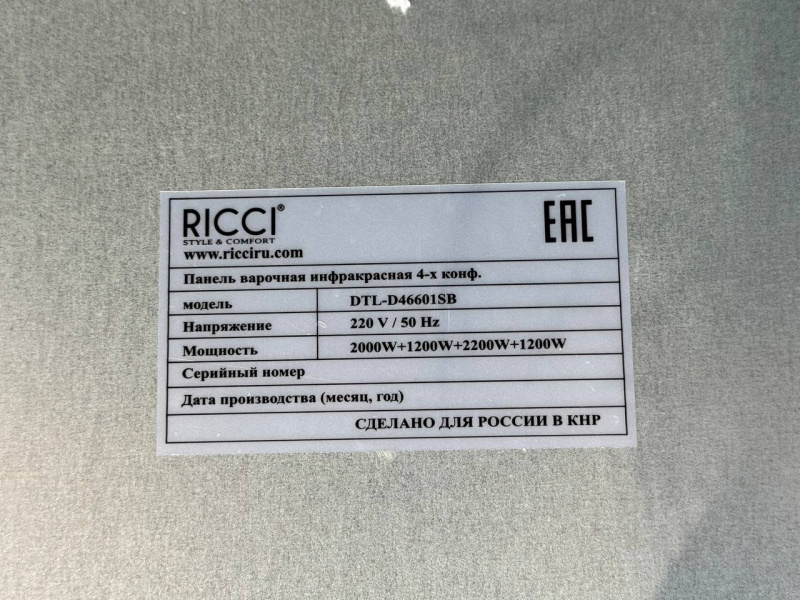 RICCI®
EAC
STYLE & COMFORT
www.ricciru.com
Панель варочная инфракрасная 4-х конф.
модель DTL-D46601SB
Напряжение 220 V / 50 Hz
Мощность 2000W+1200W+2200W+1200W
Серийный номер
Дата производства (месяц, год)
СДЕЛАНО ДЛЯ РОССИИ В КНР